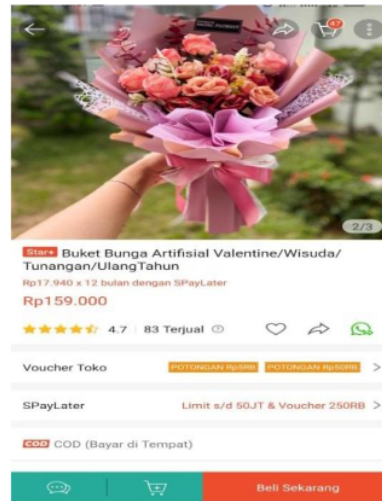 47
2/3
Star+ Buket Bunga Artifisial Valentine/Wisuda/
Tunangan/UlangTahun
Rp17.940 x 12 bulan dengan SPayLater
Rp159.000
4.7 83 Terjual
Voucher Toko POTONGAN Rp5RB POTONGAN Rp50RB
SPayLater Limit s/d 50JT & Voucher 250RB
COD COD (Bayar di Tempat)
Beli Sekarang